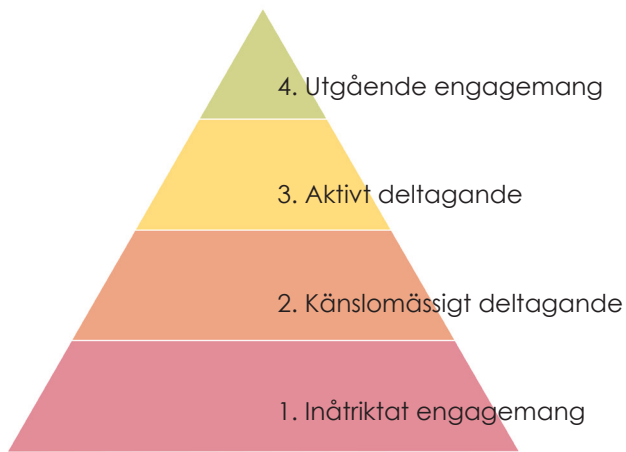 4. Utgående engagemang
3. Aktivt deltagande
2. Känslomässigt deltagande
1. Inåtriktat engagemang